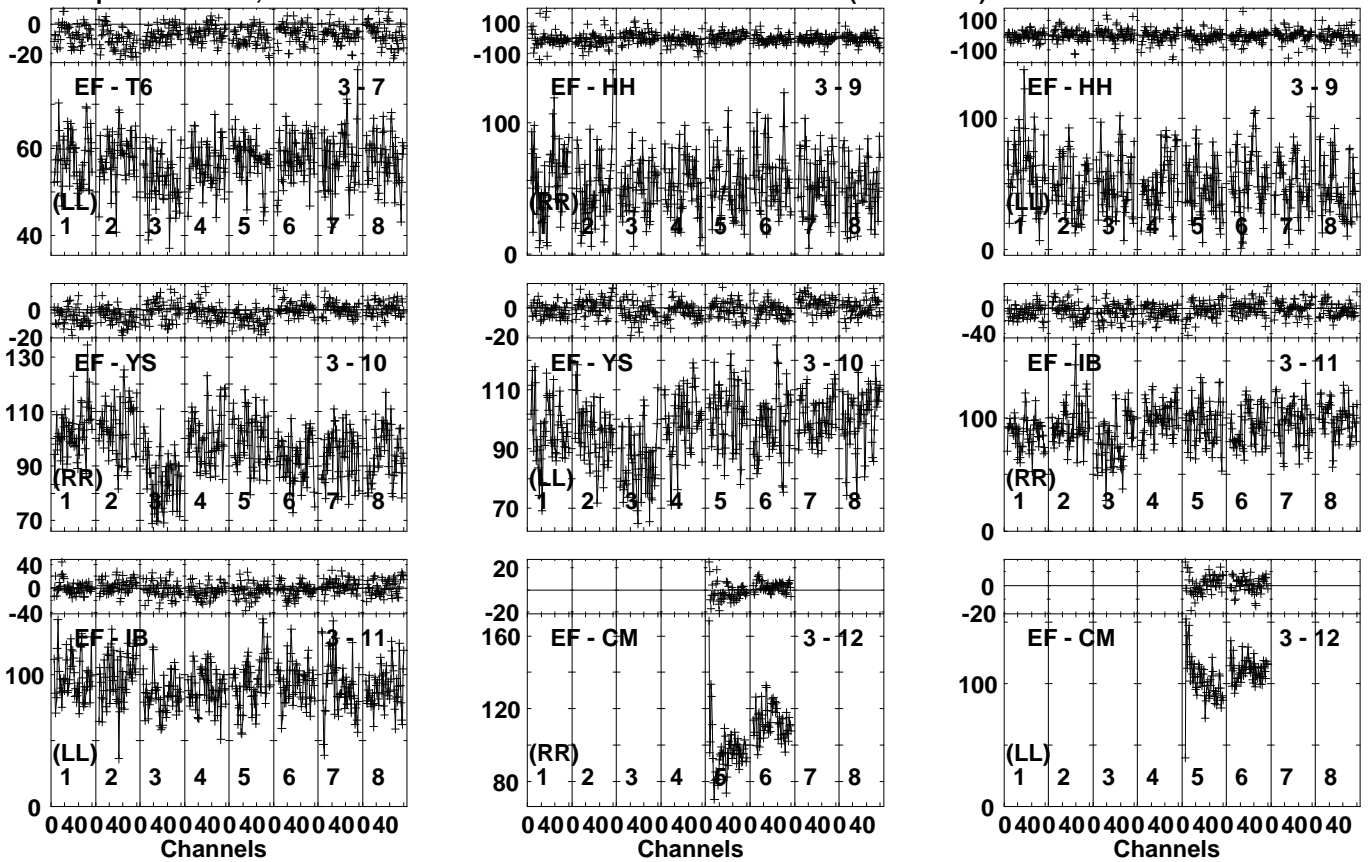 0
-20
EF - T6 3 - 7
60
(LL)
40
1 2 3 4 5 6 7 8
100
-100
EF - HH 3 - 9
100
(RR)
0
1 2 3 4 5 6 7 8
100
-100
EF - HH 3 - 9
100
(LL)
0
1 2 3 4 5 6 7 8
0
-20
130
EF - YS 3 - 10
110
90
(RR)
70
1 2 3 4 5 6 7 8
0
-20
EF - YS 3 - 10
110
90
(LL)
70
1 2 3 4 5 6 7 8
0
-40
EF - IB 3 - 11
100
(RR)
0
1 2 3 4 5 6 7 8
40
0
-40
EF - IB 3 - 11
100
(LL)
0
1 2 3 4 5 6 7 8
0 40 0 40 0 40 0 40 0 40 0 40 0 40 0 40
Channels
20
-20
160
EF - CM 3 - 12
120
(RR)
80
1 2 3 4 5 6 7 8
0 40 0 40 0 40 0 40 0 40 0 40 0 40 0 40
Channels
0
-20
EF - CM 3 - 12
100
(LL)
0
1 2 3 4 5 6 7 8
0 40 0 40 0 40 0 40 0 40 0 40 0 40 0 40
Channels